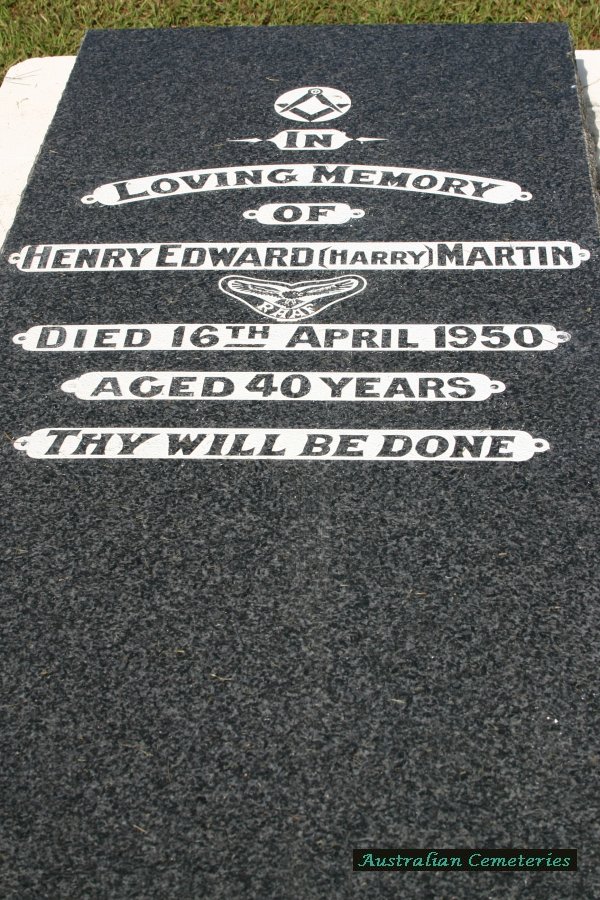 IN
LOVING MEMORY
OF
HENRY EDWARD (HARRY) MARTIN
RAAF
DIED 16TH APRIL 1950
AGED 40 YEARS
THY WILL BE DONE
Australian Cemeteries